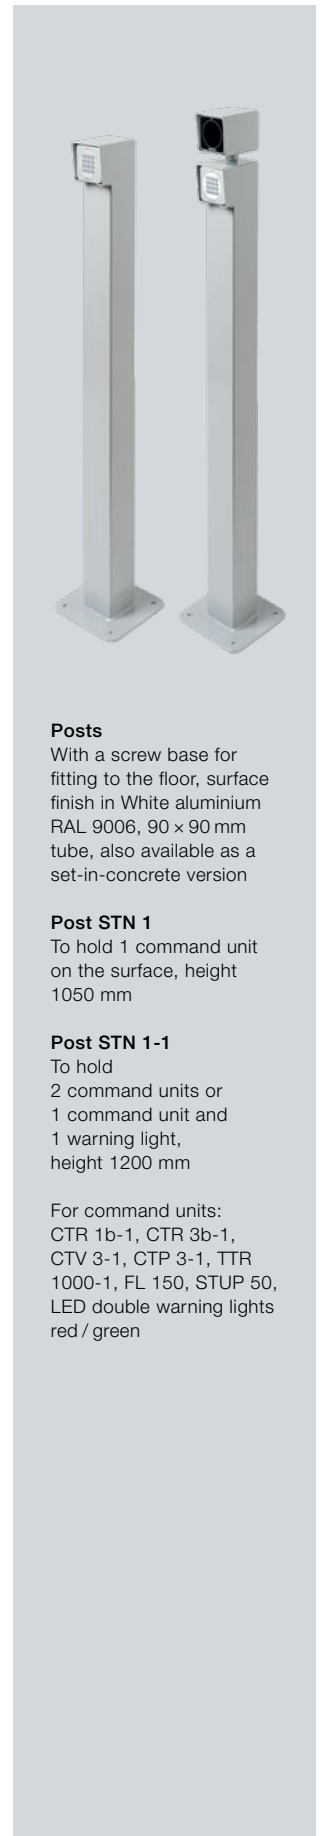 Posts
With a screw base for
fitting to the floor, surface
finish in White aluminium
RAL 9006, 90 × 90 mm
tube, also available as a
set-in-concrete version
Post STN 1
To hold 1 command unit
on the surface, height
1050 mm
Post STN 1-1
To hold
2 command units or
1 command unit and
1 warning light,
height 1200 mm
For command units:
CTR 1b-1, CTR 3b-1,
CTV 3-1, CTP 3-1, TTR
1000-1, FL 150, STUP 50,
LED double warning lights
red / green